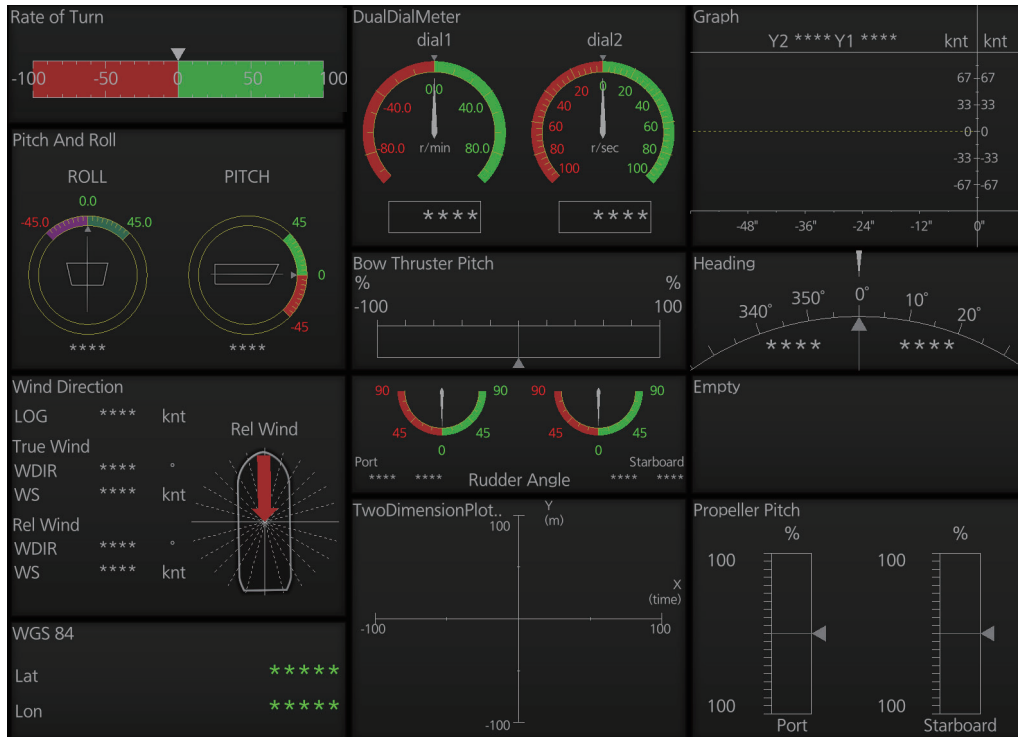 Rate of Turn
-100 -50 0 50 100
Pitch And Roll
ROLL PITCH
0.0
-45.0 45.0
45
0
-45
**** ****
Wind Direction
LOG **** knt
True Wind
WDIR **** °
WS **** knt
Rel Wind
WDIR **** °
WS **** knt
Rel Wind
WGS 84
Lat *****
Lon *****
DualDialMeter
dial1 dial2
0.0
-40.0 40.0
-80.0 80.0
r/min
0
20 20
40 40
60 60
80 80
100 100
r/sec
**** ****
Bow Thruster Pitch
% %
-100 100
90 90 90 90
45 45 45 45
0 0
Port Starboard
**** **** Rudder Angle **** ****
TwoDimensionPlot..
Y
(m)
100
X
(time)
-100 100
-100
Graph
Y2 **** Y1 **** knt knt
67 67
33 33
0 0
-33 -33
-67 -67
-48" -36" -24" -12" 0"
Heading
340° 350° 0° 10° 20°
**** ****
Empty
Propeller Pitch
% %
100 100
100 100
Port Starboard